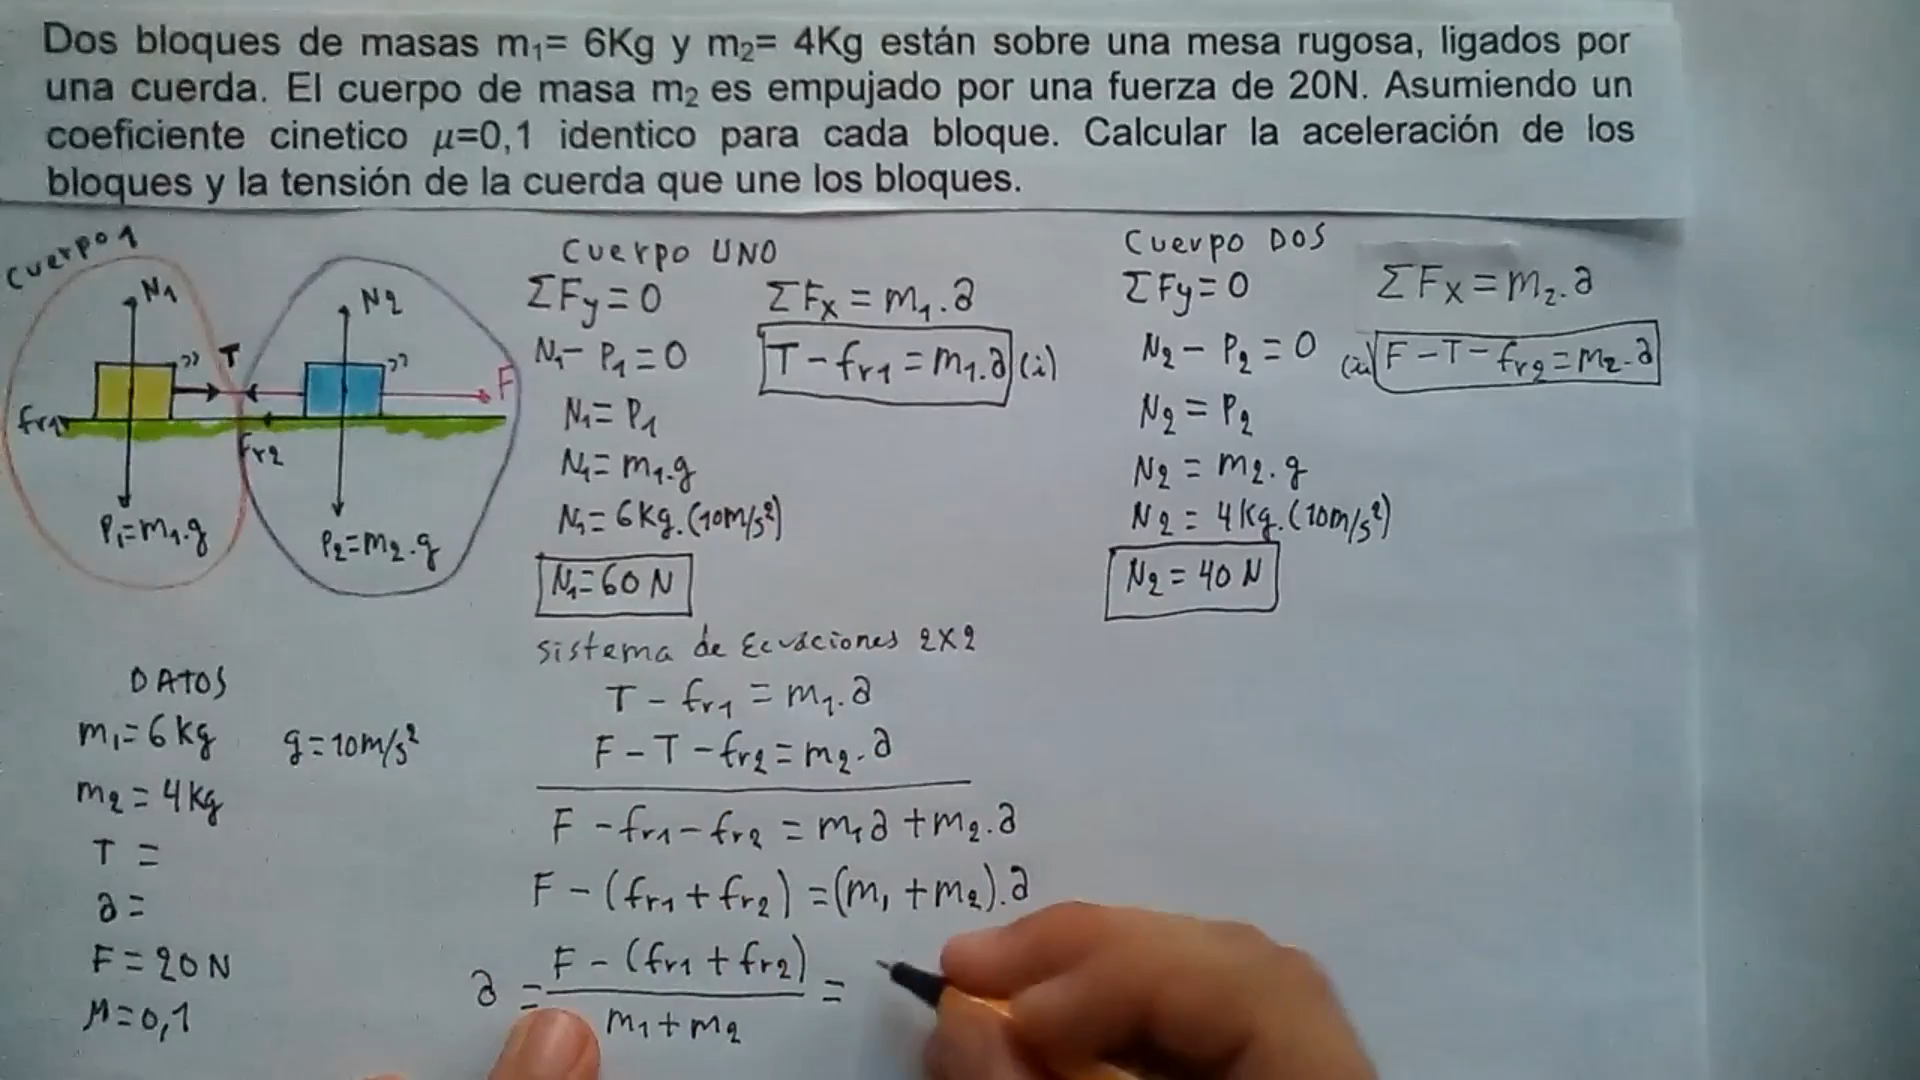 Dos bloques de masas m₁= 6Kg y m₂= 4Kg están sobre una mesa rugosa, ligados por
una cuerda. El cuerpo de masa m₂ es empujado por una fuerza de 20N. Asumiendo un
coeficiente cinetico μ=0,1 identico para cada bloque. Calcular la aceleración de los
bloques y la tensión de la cuerda que une los bloques.
Cuerpo 1
N1
N2
T
F
fr1
Fr2
P₁=m₁.g
P₂=m₂.g
DATOS
m₁=6kg
g=10m/s²
m₂=4kg
T =
a =
F=20N
M=0,1
Cuerpo UNO
ΣFy=0
ΣFx=m₁.a
N₁-P₁=0
T-fr₁=m₁.a (i)
N₁=P₁
N₁=m₁.g
N₁=6kg.(10m/s²)
N₁=60N
Cuerpo DOS
ΣFy=0
ΣFx=m₂.a
N₂-P₂=0
(ii) F-T-fr₂=m₂.a
N₂=P₂
N₂=m₂.g
N₂=4kg.(10m/s²)
N₂=40N
sistema de Ecuaciones 2x2
T-fr₁=m₁.a
F-T-fr₂=m₂.a
F-fr₁-fr₂=m₁a+m₂.a
F-(fr₁+fr₂)=(m₁+m₂).a
a = F-(fr₁+fr₂) =
m₁+m₂